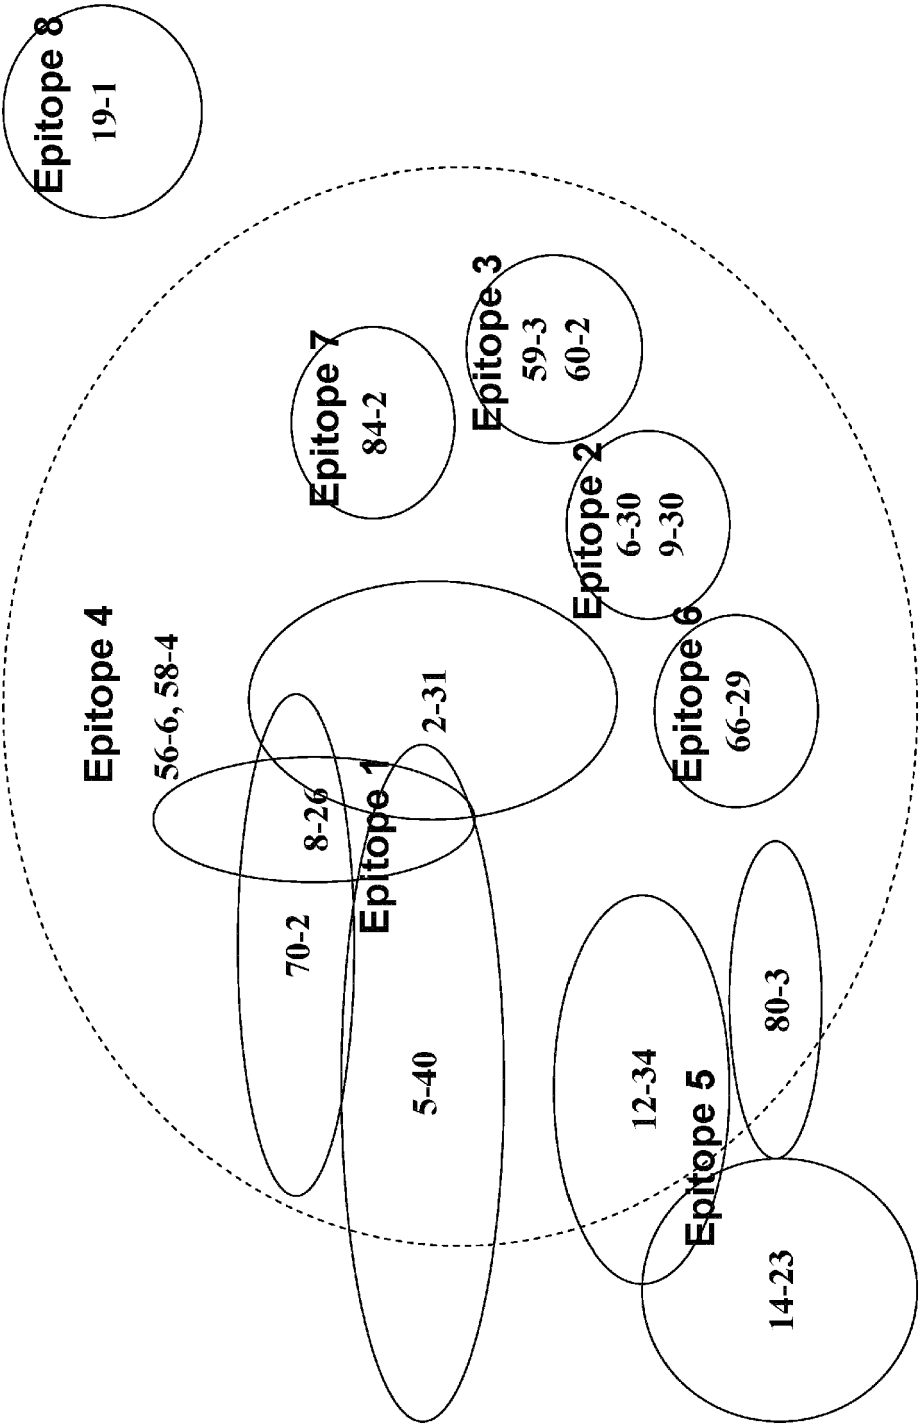 Epitope 8
19-1
Epitope 3
59-3
60-2
Epitope 7
84-2
Epitope 2
6-30
9-30
Epitope 4
56-6, 58-4
Epitope 6
66-29
2-31
8-26
Epitope 1
70-2
5-40
12-34
80-3
Epitope 5
14-23